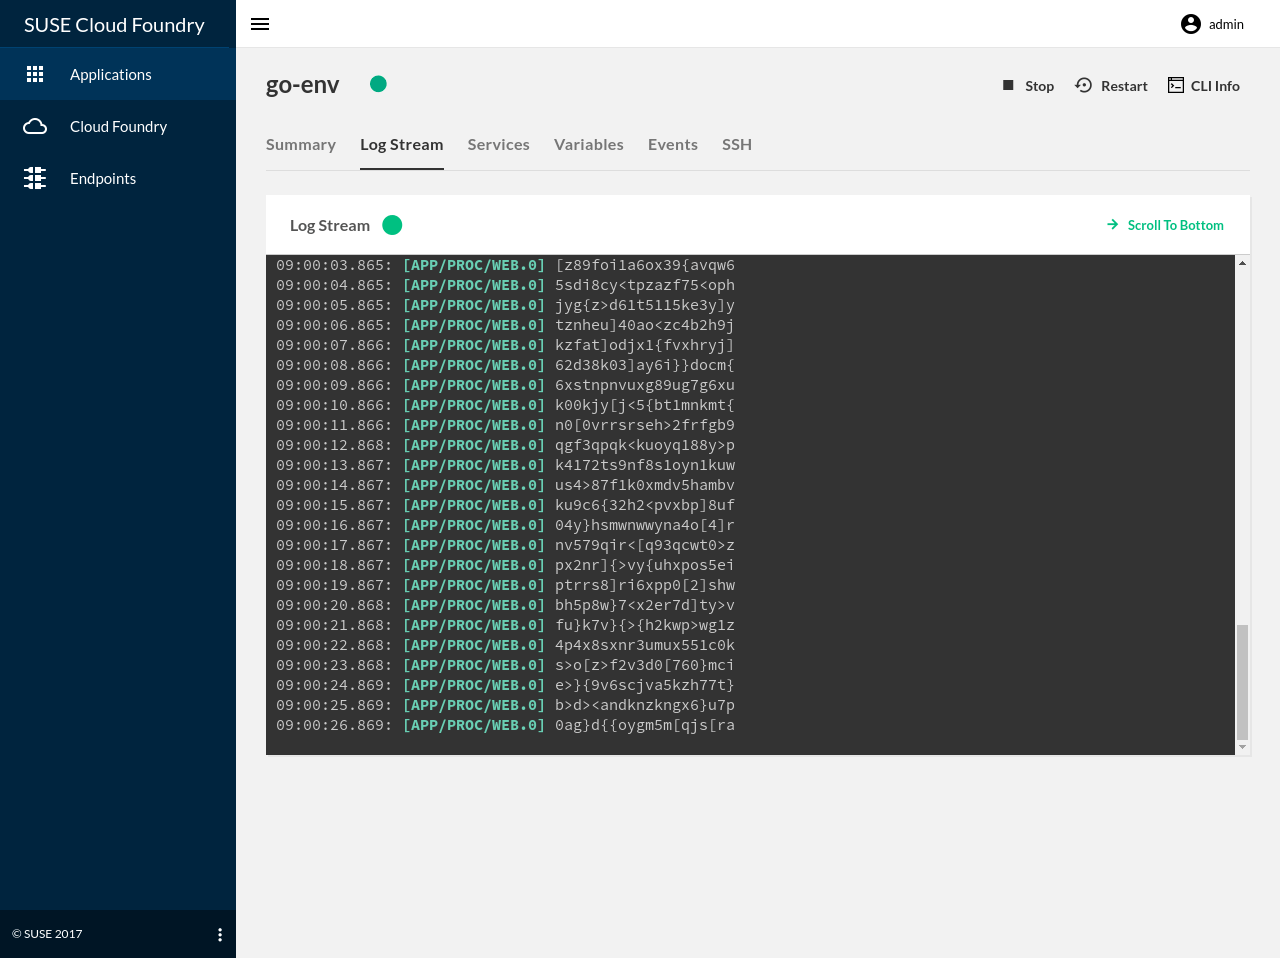 SUSE Cloud Foundry
admin
Applications
Cloud Foundry
Endpoints
go-env
Stop
Restart
CLI Info
Summary
Log Stream
Services
Variables
Events
SSH
Log Stream
Scroll To Bottom
09:00:03.865: [APP/PROC/WEB.0] [z89foi1a6ox39{avqw6
09:00:04.865: [APP/PROC/WEB.0] 5sdi8cy<tpzazf75<oph
09:00:05.865: [APP/PROC/WEB.0] jyg{z>d61t5115ke3y]y
09:00:06.865: [APP/PROC/WEB.0] tznheu]40ao<zc4b2h9j
09:00:07.866: [APP/PROC/WEB.0] kzfat]odjx1{fvxhryj]
09:00:08.866: [APP/PROC/WEB.0] 62d38k03]ay6i}}docm{
09:00:09.866: [APP/PROC/WEB.0] 6xstnpnvuxg89ug7g6xu
09:00:10.866: [APP/PROC/WEB.0] k00kjy[j<5{bt1mnkmt{
09:00:11.866: [APP/PROC/WEB.0] n0[0vrrsrseh>2frfgb9
09:00:12.868: [APP/PROC/WEB.0] qgf3qpqk<kuoyq188y>p
09:00:13.867: [APP/PROC/WEB.0] k4172ts9nf8s1oyn1kuw
09:00:14.867: [APP/PROC/WEB.0] us4>87f1k0xmdv5hambv
09:00:15.867: [APP/PROC/WEB.0] ku9c6{32h2<pvxbp]8uf
09:00:16.867: [APP/PROC/WEB.0] 04y}hsmwnwwyna4o[4]r
09:00:17.867: [APP/PROC/WEB.0] nv579qir<[q93qcwt0>z
09:00:18.867: [APP/PROC/WEB.0] px2nr]{>vy{uhxpos5ei
09:00:19.867: [APP/PROC/WEB.0] ptrrs8]ri6xpp0[2]shw
09:00:20.868: [APP/PROC/WEB.0] bh5p8w}7<x2er7d]ty>v
09:00:21.868: [APP/PROC/WEB.0] fu}k7v}{>{h2kwp>wg1z
09:00:22.868: [APP/PROC/WEB.0] 4p4x8sxnr3umux551c0k
09:00:23.868: [APP/PROC/WEB.0] s>o[z>f2v3d0[760}mci
09:00:24.869: [APP/PROC/WEB.0] e>}{9v6scjva5kzh77t}
09:00:25.869: [APP/PROC/WEB.0] b>d><andknzkngx6}u7p
09:00:26.869: [APP/PROC/WEB.0] 0ag}d{{oygm5m[qjs[ra
© SUSE 2017